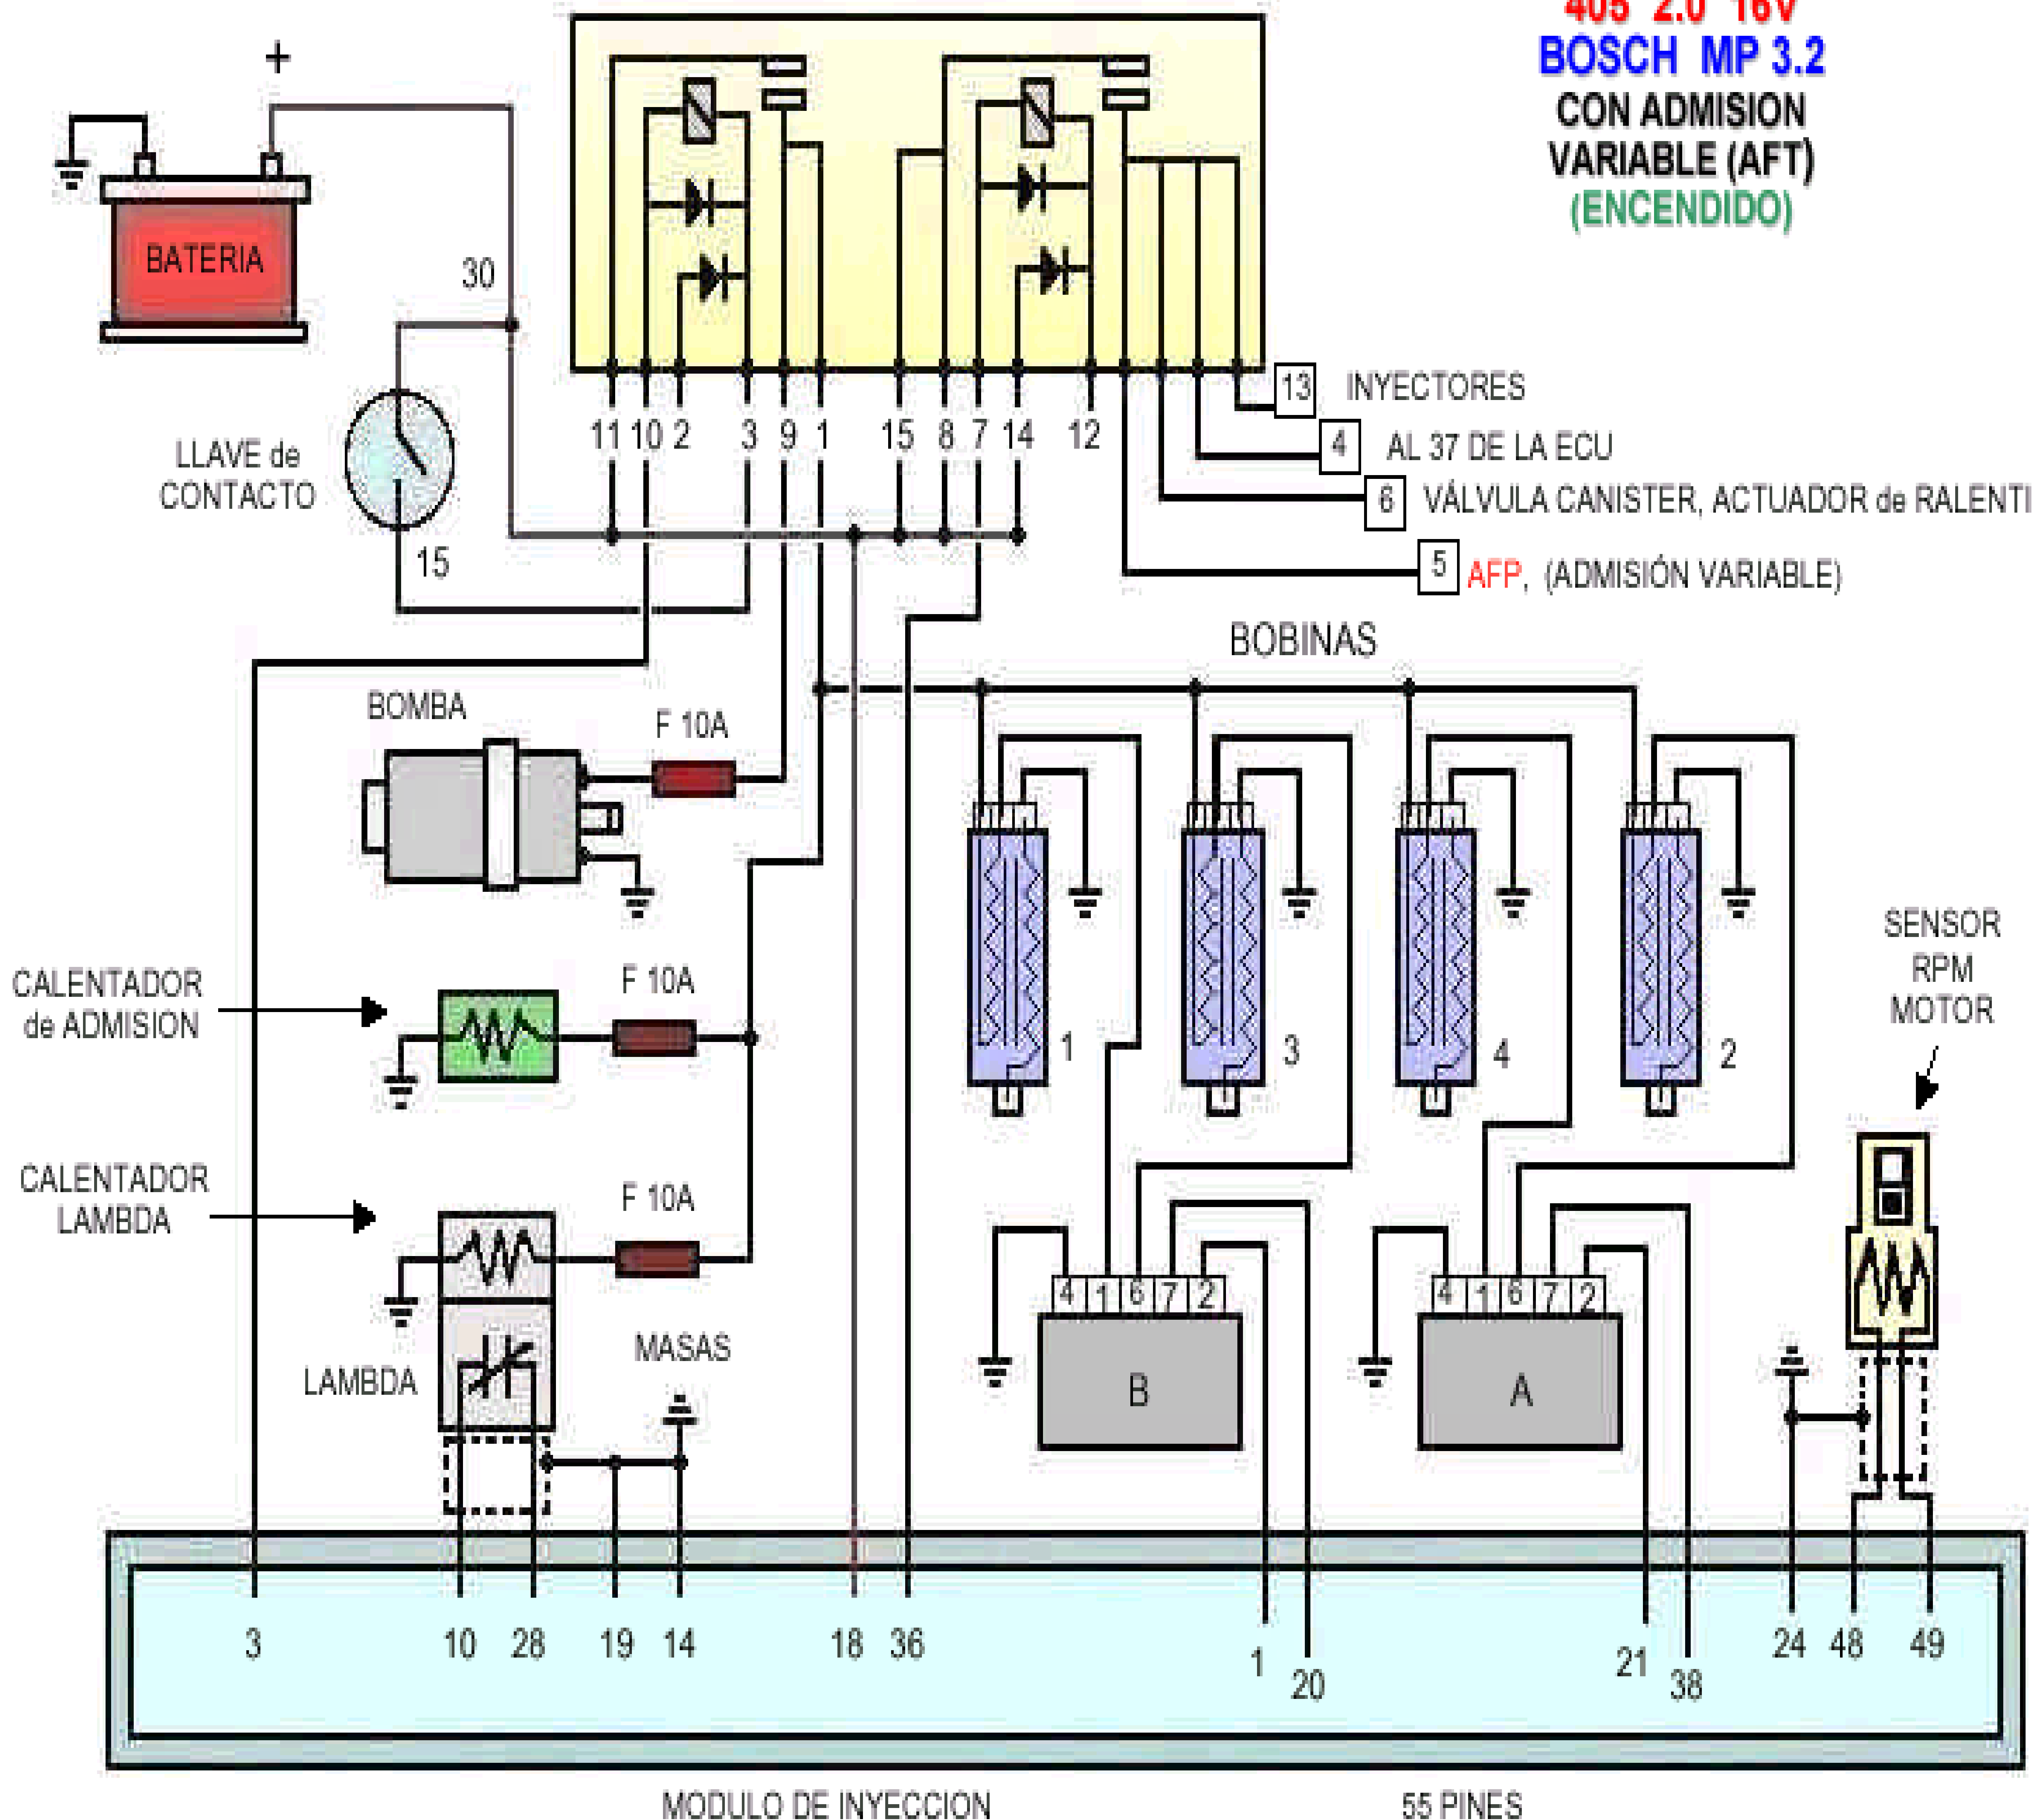 405 2.0 16V
BOSCH MP 3.2
CON ADMISION
VARIABLE (AFT)
(ENCENDIDO)
+
BATERIA
30
LLAVE de
CONTACTO
15
11 10 2 3 9 1 15 8 7 14 12
13 INYECTORES
4 AL 37 DE LA ECU
6 VÁLVULA CANISTER, ACTUADOR de RALENTI
5 AFP, (ADMISIÓN VARIABLE)
BOBINAS
BOMBA
F 10A
CALENTADOR
de ADMISION
F 10A
1 3 4 2
SENSOR
RPM
MOTOR
CALENTADOR
LAMBDA
F 10A
LAMBDA
MASAS
4 1 6 7 2
B
4 1 6 7 2
A
3 10 28 19 14 18 36 1 20 21 38 24 48 49
MODULO DE INYECCION 55 PINES